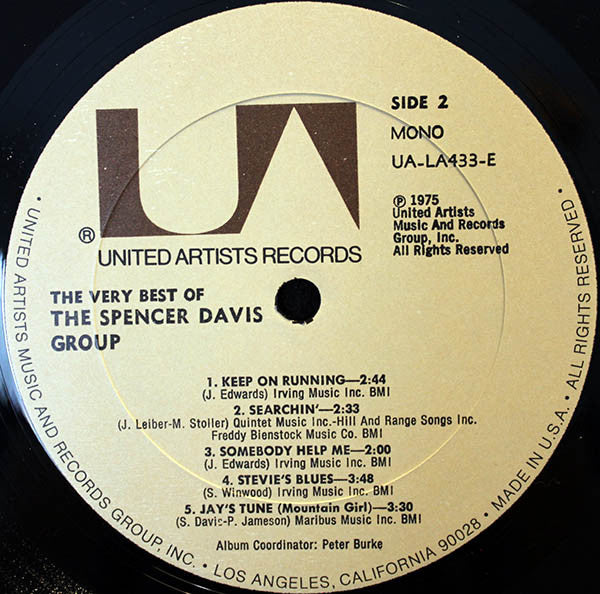 UA
SIDE 2
MONO
UA-LA433-E
℗ 1975
United Artists
Music And Records
Group, Inc.
All Rights Reserved
®
UNITED ARTISTS RECORDS
THE VERY BEST OF
THE SPENCER DAVIS
GROUP
1. KEEP ON RUNNING—2:44
(J. Edwards) Irving Music Inc. BMI
2. SEARCHIN'—2:33
(J. Leiber-M. Stoller) Quintet Music Inc.-Hill And Range Songs Inc.
Freddy Bienstock Music Co. BMI
3. SOMEBODY HELP ME—2:00
(J. Edwards) Irving Music Inc. BMI
4. STEVIE'S BLUES—3:48
(S. Winwood) Irving Music Inc. BMI
5. JAY'S TUNE (Mountain Girl)—3:30
(S. Davis-P. Jameson) Maribus Music Inc. BMI
Album Coordinator: Peter Burke
• UNITED ARTISTS MUSIC AND RECORDS GROUP, INC. • LOS ANGELES, CALIFORNIA 90028 • MADE IN U.S.A. • ALL RIGHTS RESERVED •